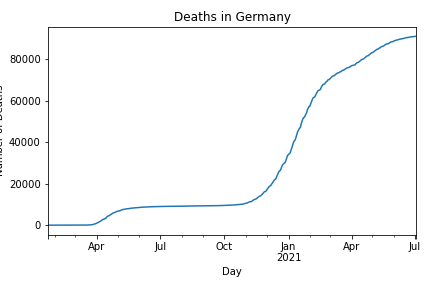 Deaths in Germany
Number of Deaths
80000
60000
40000
20000
0
Apr Jul Oct Jan Apr Jul
2021
Day